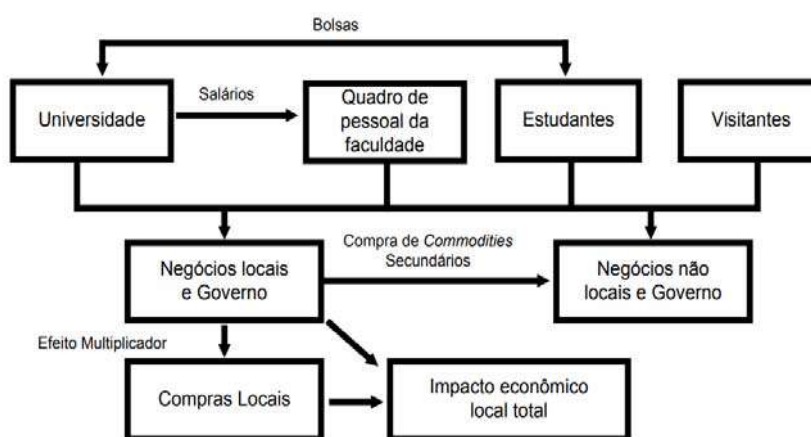 Bolsas
Universidade
Salários
Quadro de
pessoal da
faculdade
Estudantes
Visitantes
Negócios locais
e Governo
Compra de Commodities
Secundários
Negócios não
locais e Governo
Efeito Multiplicador
Compras Locais
Impacto econômico
local total